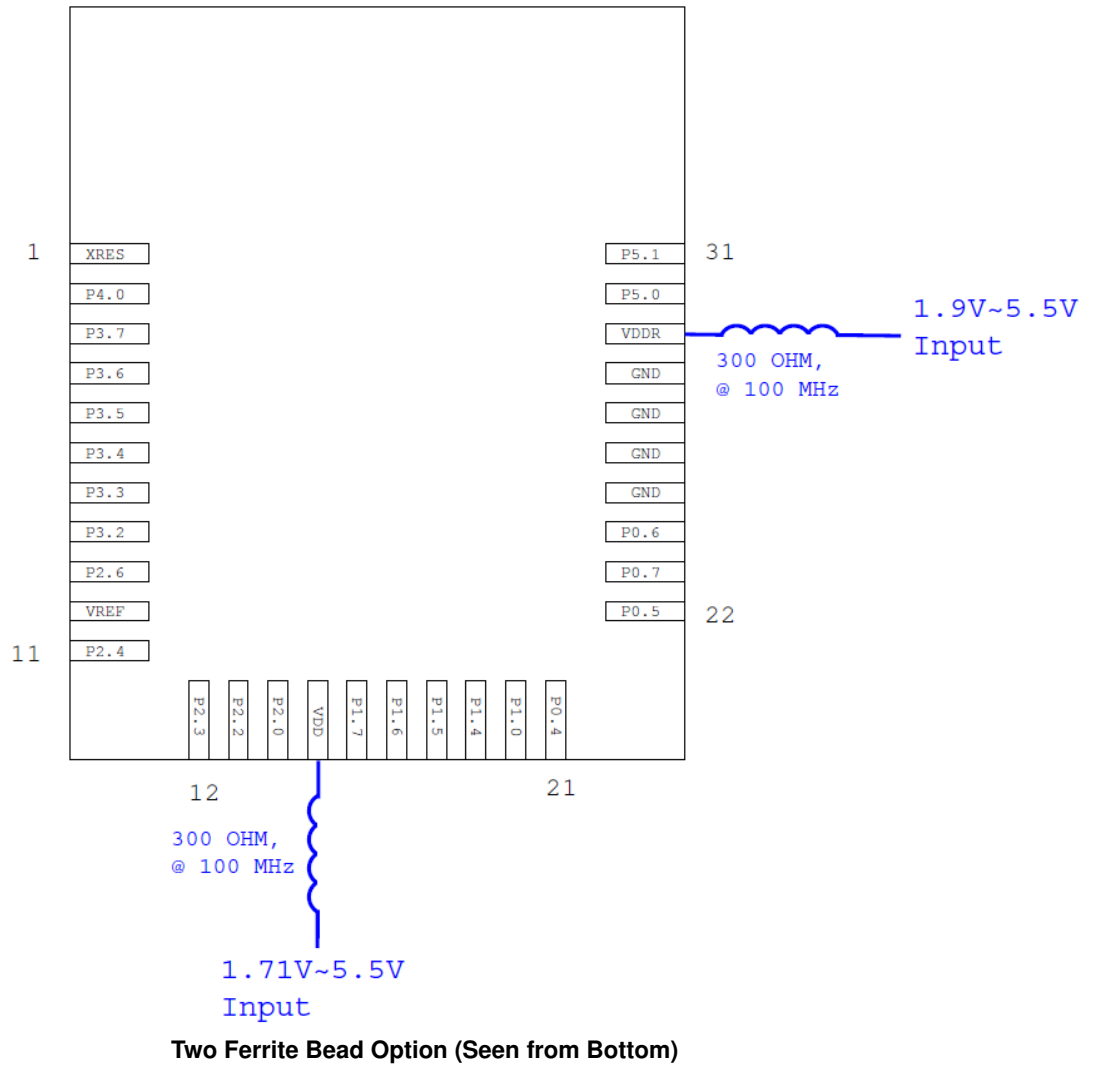 1
XRES
P4.0
P3.7
P3.6
P3.5
P3.4
P3.3
P3.2
P2.6
VREF
11
P2.4
P5.1
31
P5.0
VDDR
GND
GND
GND
GND
P0.6
P0.7
P0.5
22
1.9V~5.5V
Input
300 OHM,
@ 100 MHz
P2.3
P2.2
P2.0
VDD
P1.7
P1.6
P1.5
P1.4
P1.0
P0.4
12
21
300 OHM,
@ 100 MHz
1.71V~5.5V
Input
Two Ferrite Bead Option (Seen from Bottom)